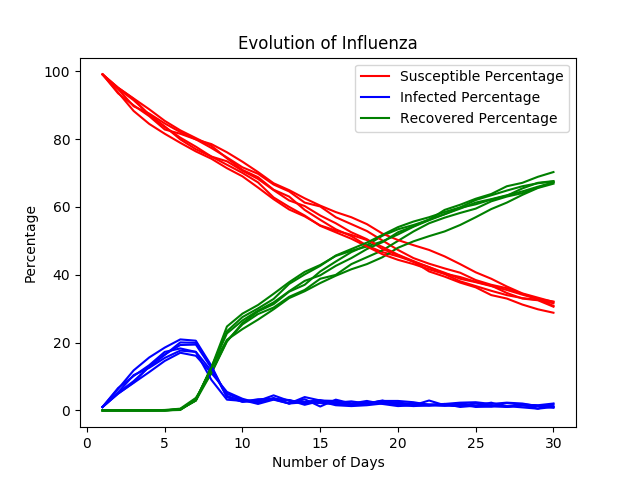 Evolution of Influenza
Susceptible Percentage
Infected Percentage
Recovered Percentage
Percentage
100
80
60
40
20
0
0 5 10 15 20 25 30
Number of Days